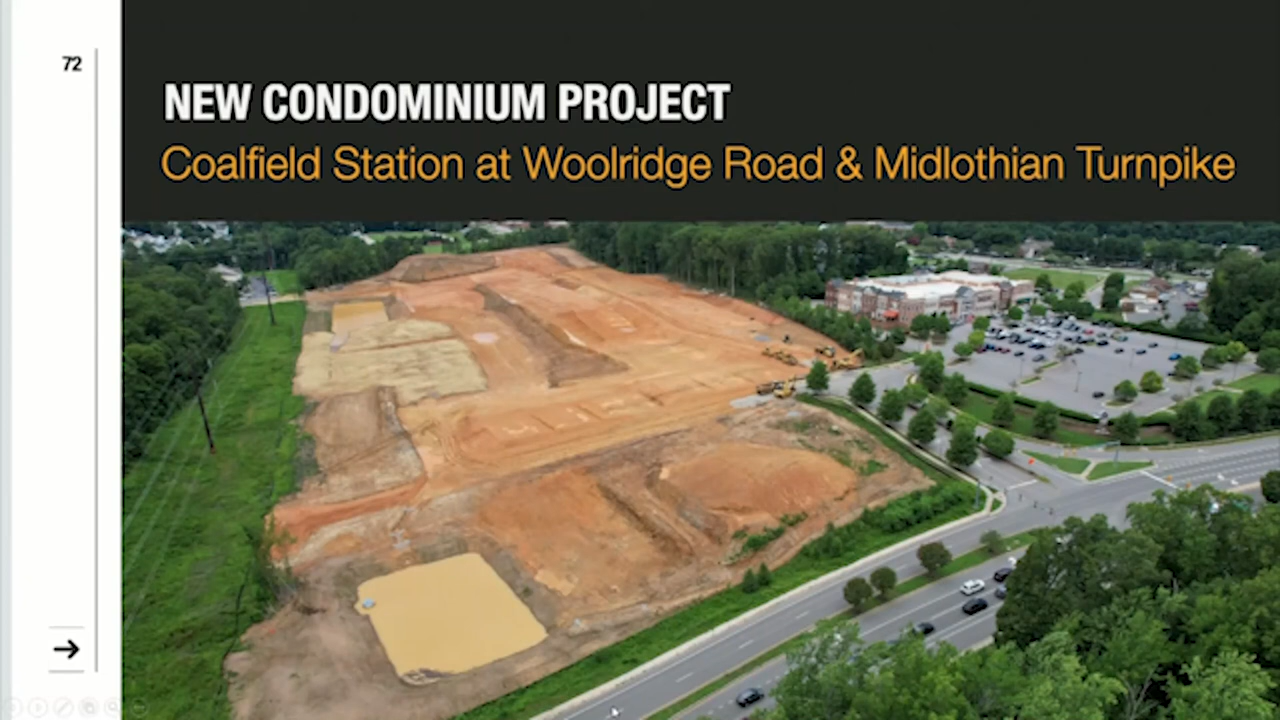 72
NEW CONDOMINIUM PROJECT
Coalfield Station at Woolridge Road & Midlothian Turnpike